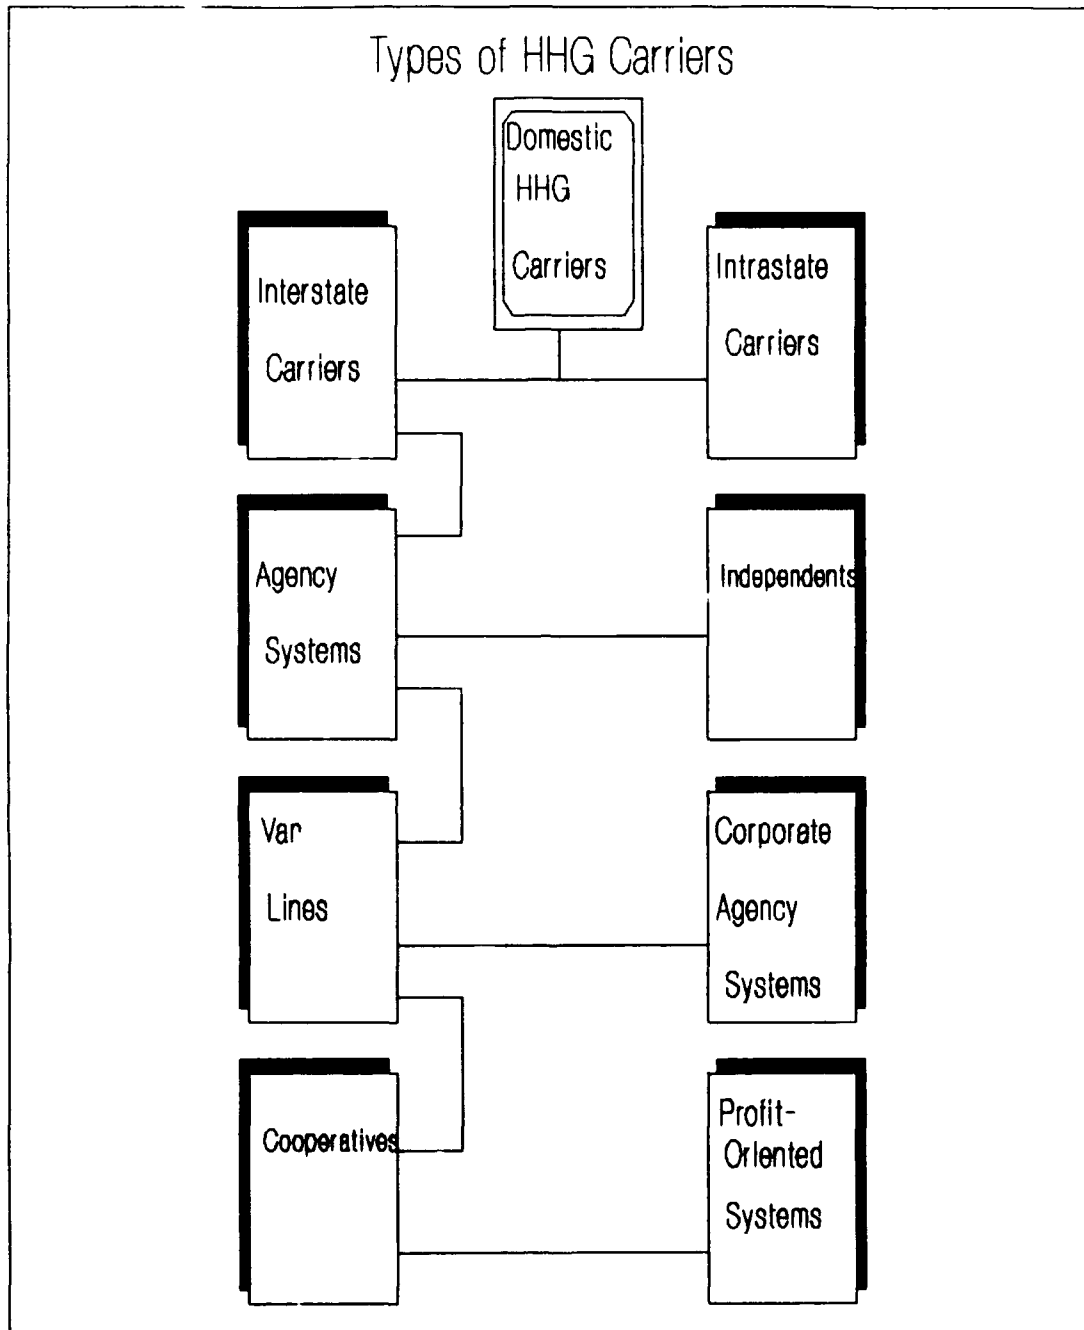 Types of HHG Carriers
Domestic
HHG
Carriers
Interstate
Carriers
Intrastate
Carriers
Agency
Systems
Independents
Van
Lines
Corporate
Agency
Systems
Cooperatives
Profit-
Oriented
Systems